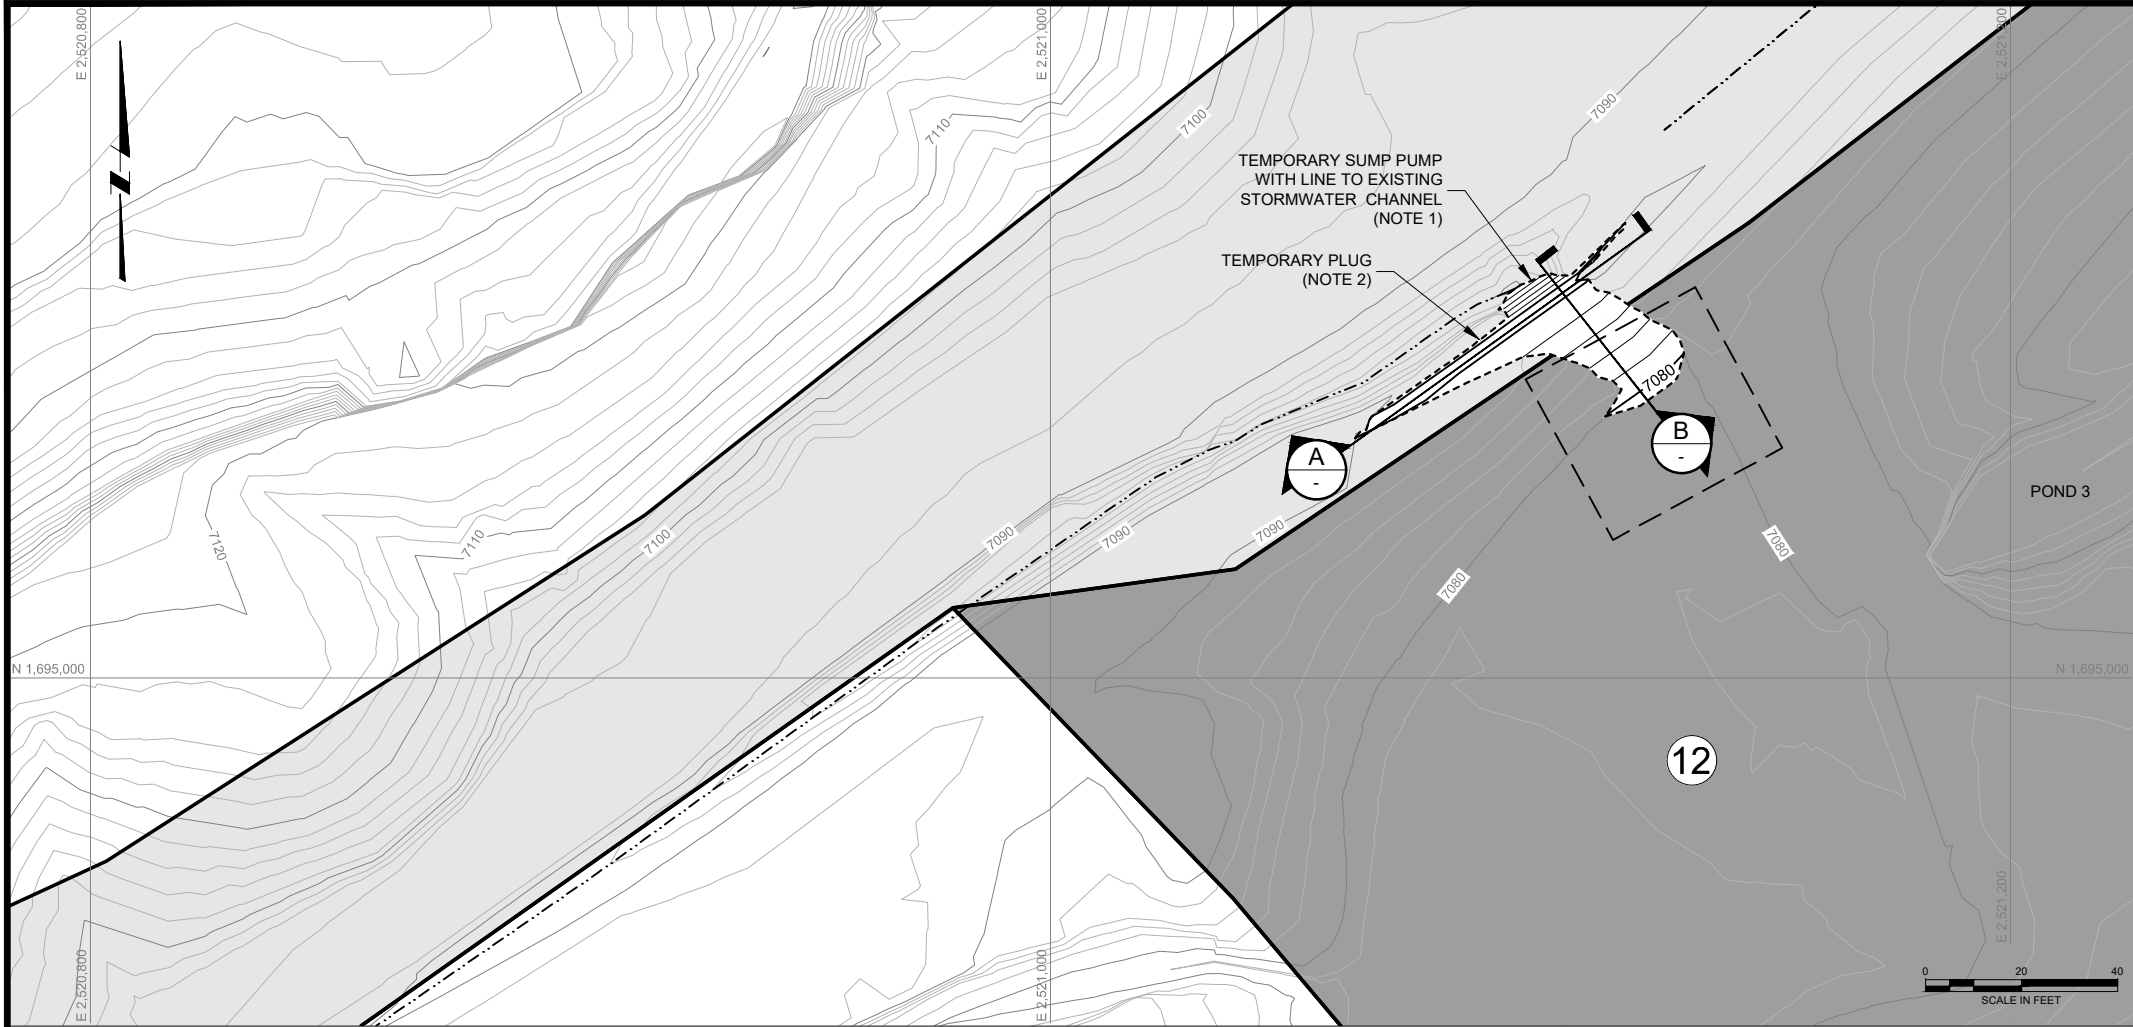 E 2,520,800
E 2,521,000
E 2,521,200
7090
7100
7110
TEMPORARY SUMP PUMP
WITH LINE TO EXISTING
STORMWATER CHANNEL
(NOTE 1)
TEMPORARY PLUG
(NOTE 2)
N
7080
A
-
B
-
POND 3
7120
7110
7100
7090
7090
7090
7080
7080
N 1,695,000
N 1,695,000
12
E 2,520,800
E 2,521,000
E 2,521,200
0 20 40
SCALE IN FEET